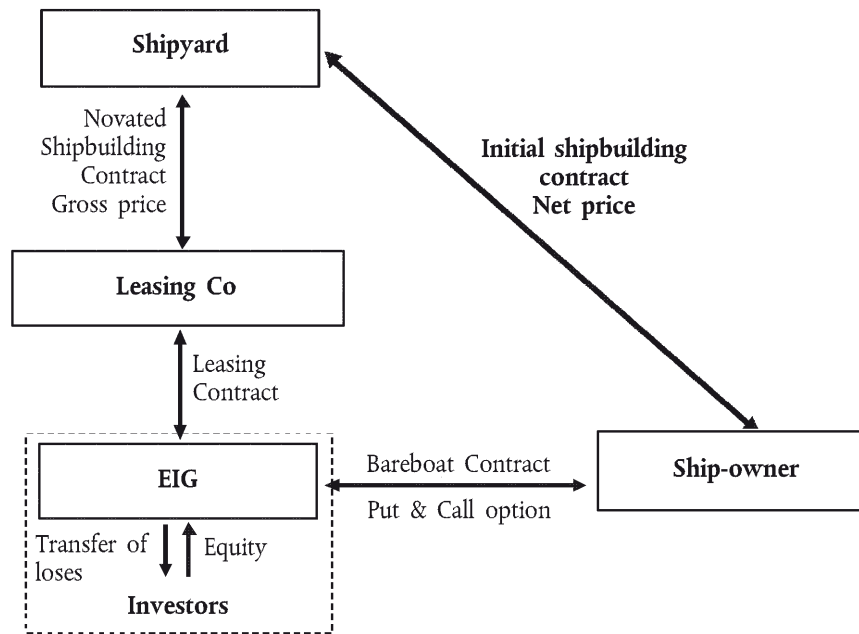 Shipyard
Novated
Shipbuilding
Contract
Gross price
Initial shipbuilding
contract
Net price
Leasing Co
Leasing
Contract
EIG
Bareboat Contract
Put & Call option
Ship-owner
Transfer of
loses
Equity
Investors